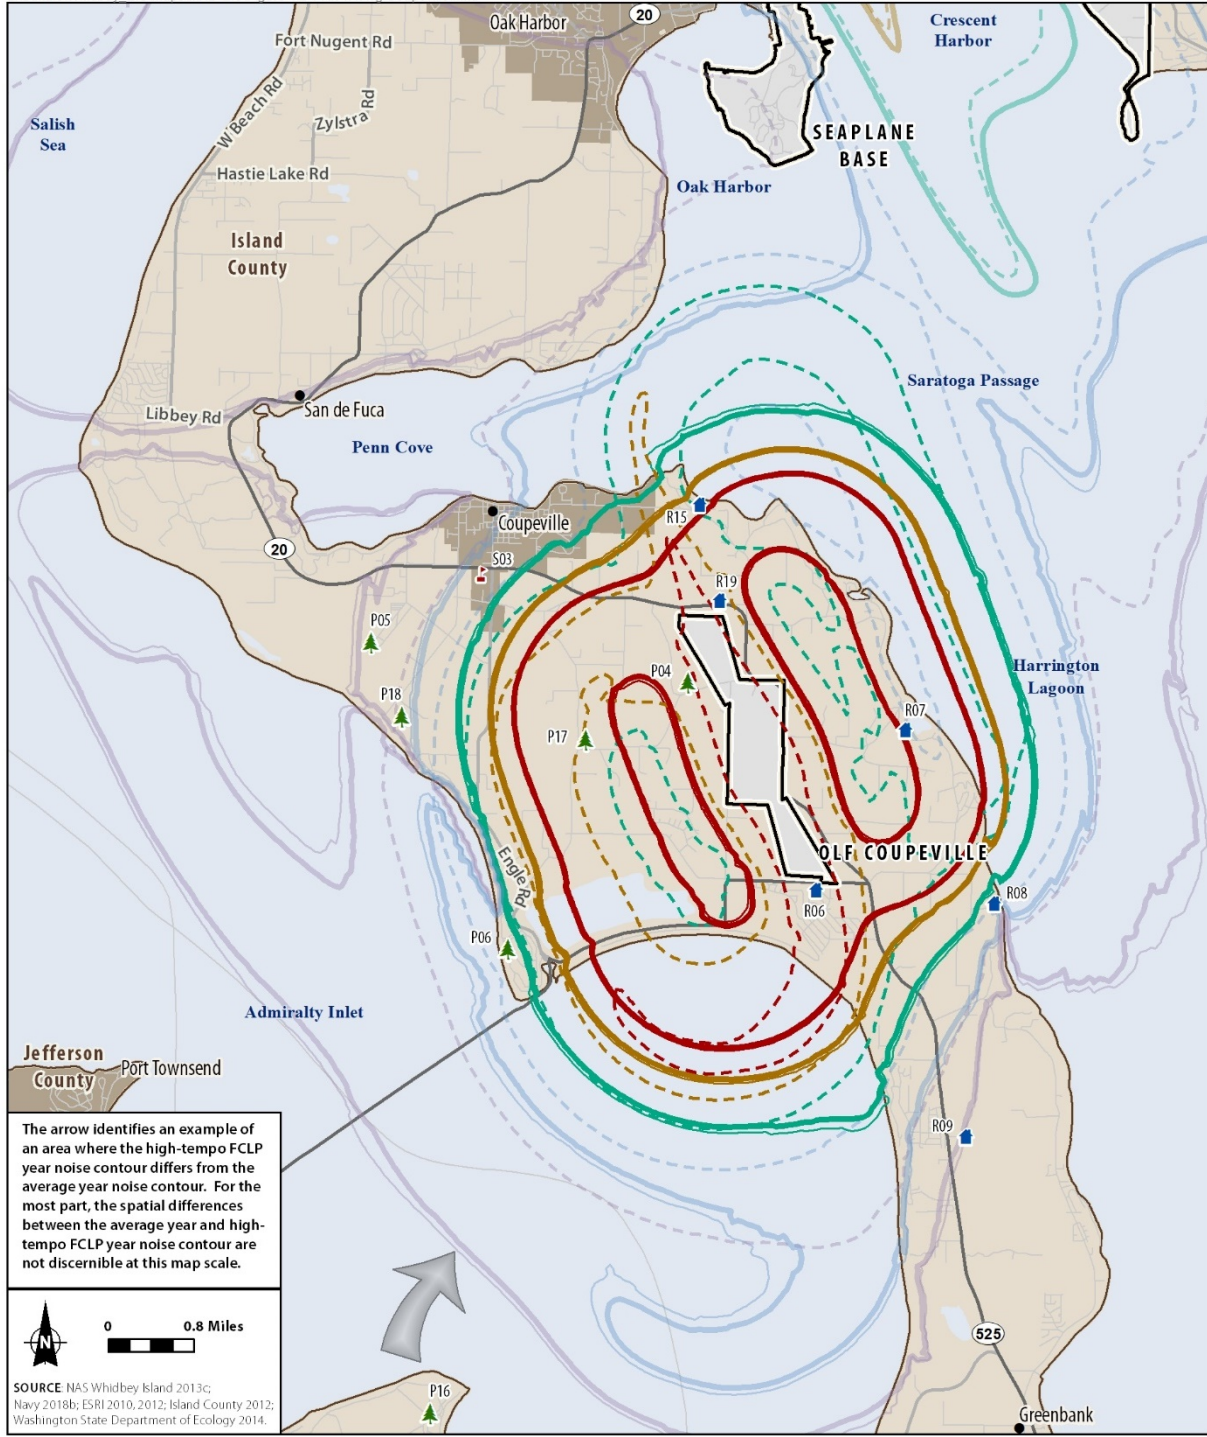 Oak Harbor
20
Crescent
Harbor
Fort Nugent Rd
W Beach Rd
Zylstra Rd
Salish
Sea
SEAPLANE
BASE
Hastie Lake Rd
Oak Harbor
Island
County
Saratoga Passage
Libbey Rd
San de Fuca
Penn Cove
Coupeville
R15
20
S03
R19
P05
P04
Harrington
Lagoon
P18
R07
P17
Engle Rd
OLF COUPEVILLE
R06
R08
P06
Admiralty Inlet
Jefferson
County
Port Townsend
The arrow identifies an example of
an area where the high-tempo FCLP
year noise contour differs from the
average year noise contour. For the
most part, the spatial differences
between the average year and high-
tempo FCLP year noise contour are
not discernible at this map scale.
R09
N
0 0.8 Miles
525
SOURCE: NAS Whidbey Island 2013c;
Navy 2018b; ESRI 2010, 2012; Island County 2012;
Washington State Department of Ecology 2014.
P16
Greenbank